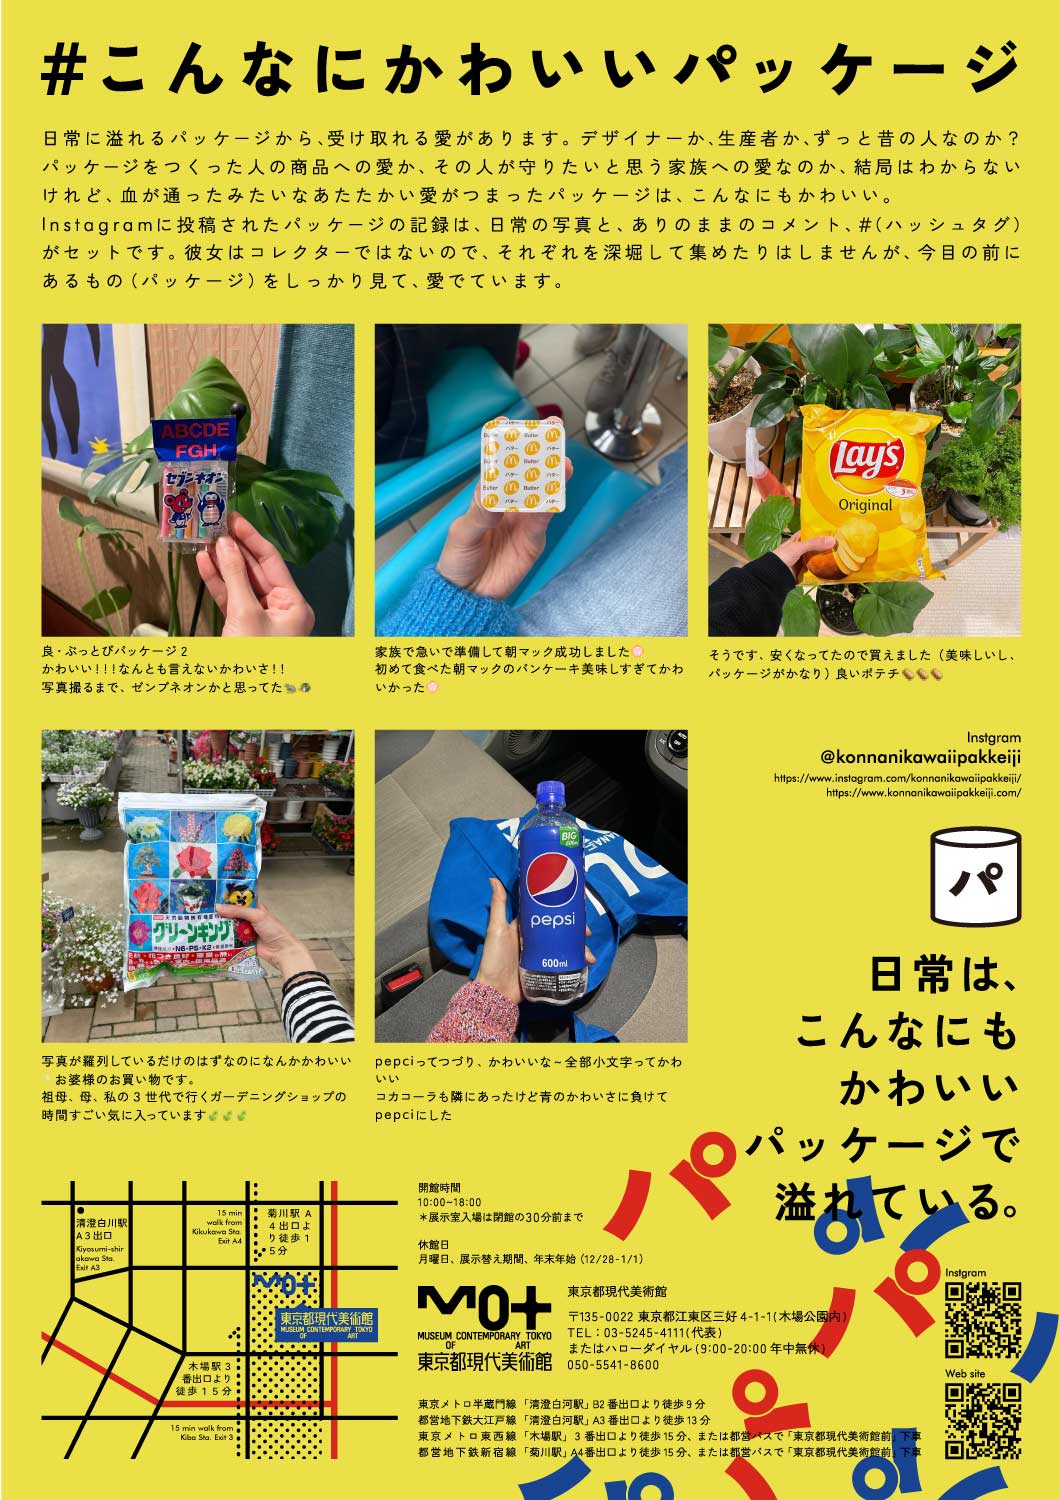 #こんなにかわいいパッケージ
日常に溢れるパッケージから、受け取れる愛があります。デザイナーか、生産者か、ずっと昔の人なのか？
パッケージをつくった人の商品への愛か、その人が守りたいと思う家族への愛なのか、結局はわからない
けれど、血が通ったみたいなあたたかい愛がつまったパッケージは、こんなにもかわいい。
Instagramに投稿されたパッケージの記録は、日常の写真と、ありのままのコメント、#(ハッシュタグ)
がセットです。彼女はコレクターではないので、それぞれを深堀して集めたりはしませんが、今目の前に
あるもの（パッケージ）をしっかり見て、愛でています。
ABCDE
FGH
セブンネオン
Butter
バター
Lay's
Original
良・ぶっとびパッケージ2
かわいい！！！なんとも言えないかわいさ！！
写真撮るまで、ゼンブネオンかと思ってた
家族で急いで準備して朝マック成功しました
初めて食べた朝マックのパンケーキ美味しすぎてかわ
いかった
そうです、安くなってたので買えました（美味しいし、
パッケージがかなり）良いポテチ
グリーンキング
N6・P5・K2
BIG
600ml
pepsi
600ml
Instgram
@konnanikawaiipakkeiji
https://www.instagram.com/konnanikawaiipakkeiji/
https://www.konnanikawaiipakkeiji.com/
パ
日常は、
こんなにも
かわいい
パッケージで
溢れている。
写真が羅列しているだけのはずなのになんかかわいい
お婆様のお買い物です。
祖母、母、私の3世代で行くガーデニングショップの
時間すごい気に入っています
pepciってつづり、かわいいな～全部小文字ってかわ
いい
コカコーラも隣にあったけど青のかわいさに負けて
pepciにした
清澄白川駅
A3出口
Kiyosumi-shir
akawa Sta.
Exit A3
15 min
walk from
Kikukawa Sta.
Exit A4
菊川駅 A
4出口よ
り徒歩1
5分
MO+
東京都現代美術館
MUSEUM CONTEMPORARY TOKYO
OF ART
木場駅3
番出口より
徒歩15分
15 min walk from
Kiba Sta. Exit 3
開館時間
10:00~18:00
＊展示室入場は閉館の30分前まで
休館日
月曜日、展示替え期間、年末年始（12/28-1/1）
MO+
MUSEUM CONTEMPORARY TOKYO
OF ART
東京都現代美術館
東京都現代美術館
〒135-0022 東京都江東区三好4-1-1(木場公園内)
TEL：03-5245-4111(代表)
またはハローダイヤル(9:00-20:00 年中無休)
050-5541-8600
東京メトロ半蔵門線「清澄白河駅」B2番出口より徒歩9分
都営地下鉄大江戸線「清澄白河駅」A3番出口より徒歩13分
東京メトロ東西線「木場駅」3番出口より徒歩15分、または都営バスで「東京都現代美術館前」下車
都営地下鉄新宿線「菊川駅」A4番出口より徒歩15分、または都営バスで「東京都現代美術館前」下車
パ
パ
パ
パ
パ
パ
Instgram
Web site